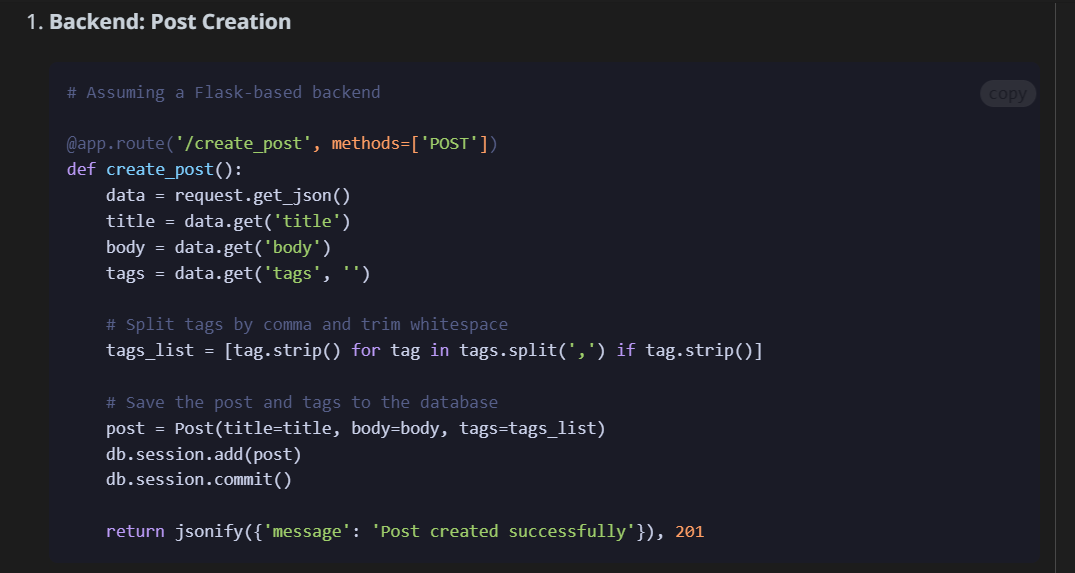 1. Backend: Post Creation
copy
# Assuming a Flask-based backend
@app.route('/create_post', methods=['POST'])
def create_post():
    data = request.get_json()
    title = data.get('title')
    body = data.get('body')
    tags = data.get('tags', '')
    # Split tags by comma and trim whitespace
    tags_list = [tag.strip() for tag in tags.split(',') if tag.strip()]
    # Save the post and tags to the database
    post = Post(title=title, body=body, tags=tags_list)
    db.session.add(post)
    db.session.commit()
    return jsonify({'message': 'Post created successfully'}), 201